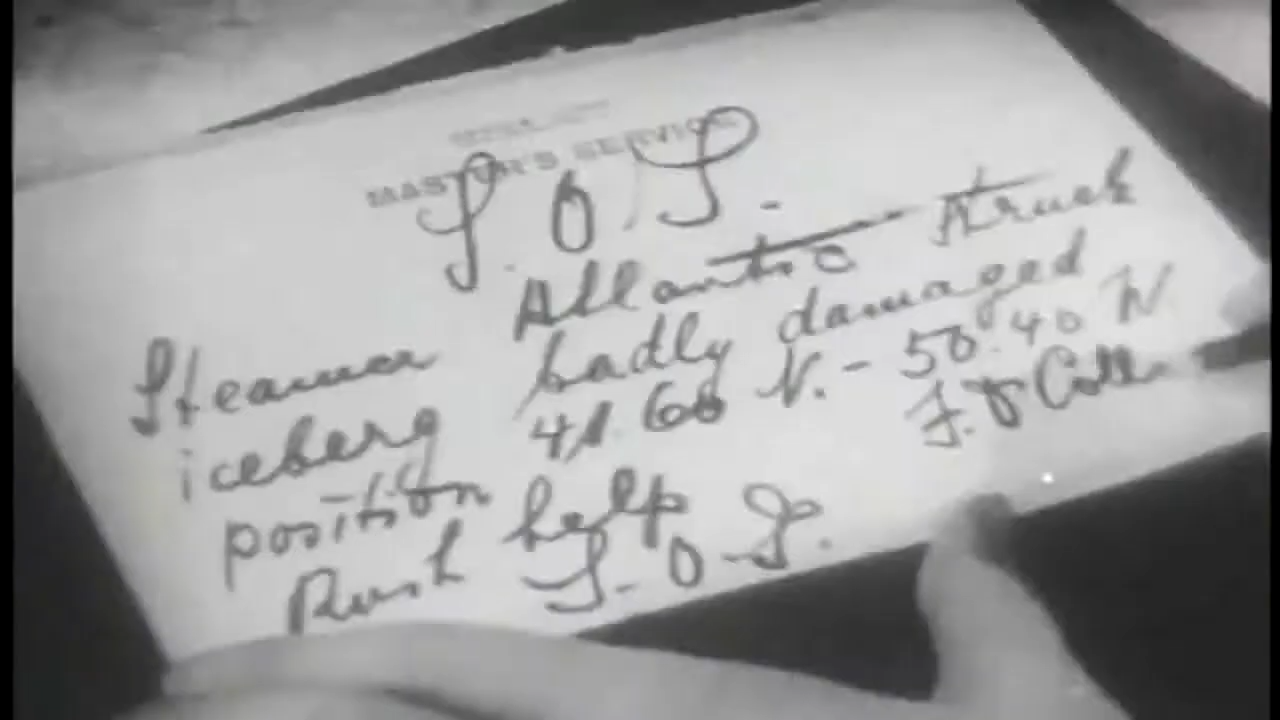 MASTER'S SERVICE
S. O. S.
Steamer Atlantic struck
iceberg badly damaged
position 41.60 N. - 50.40 W
Rush help
S-O-S.